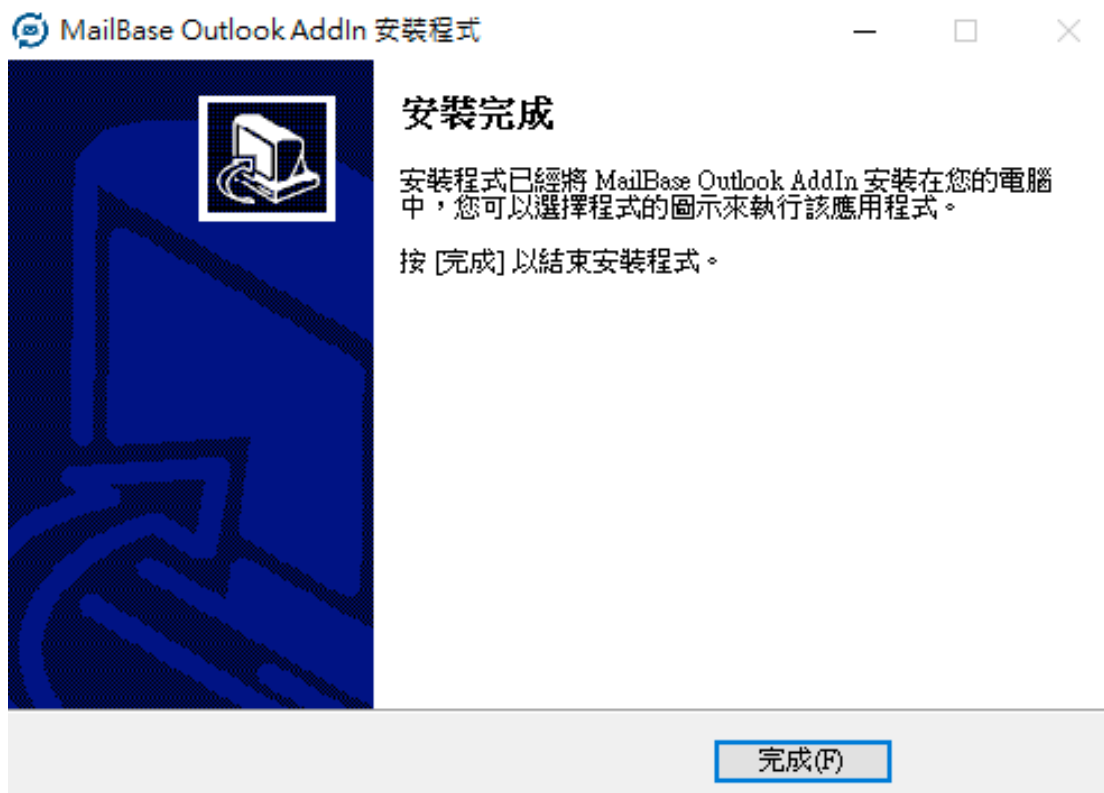 MailBase Outlook AddIn 安裝程式
安裝完成
安裝程式已經將 MailBase Outlook AddIn 安裝在您的電腦
中，您可以選擇程式的圖示來執行該應用程式。
按 [完成] 以結束安裝程式。
完成(F)